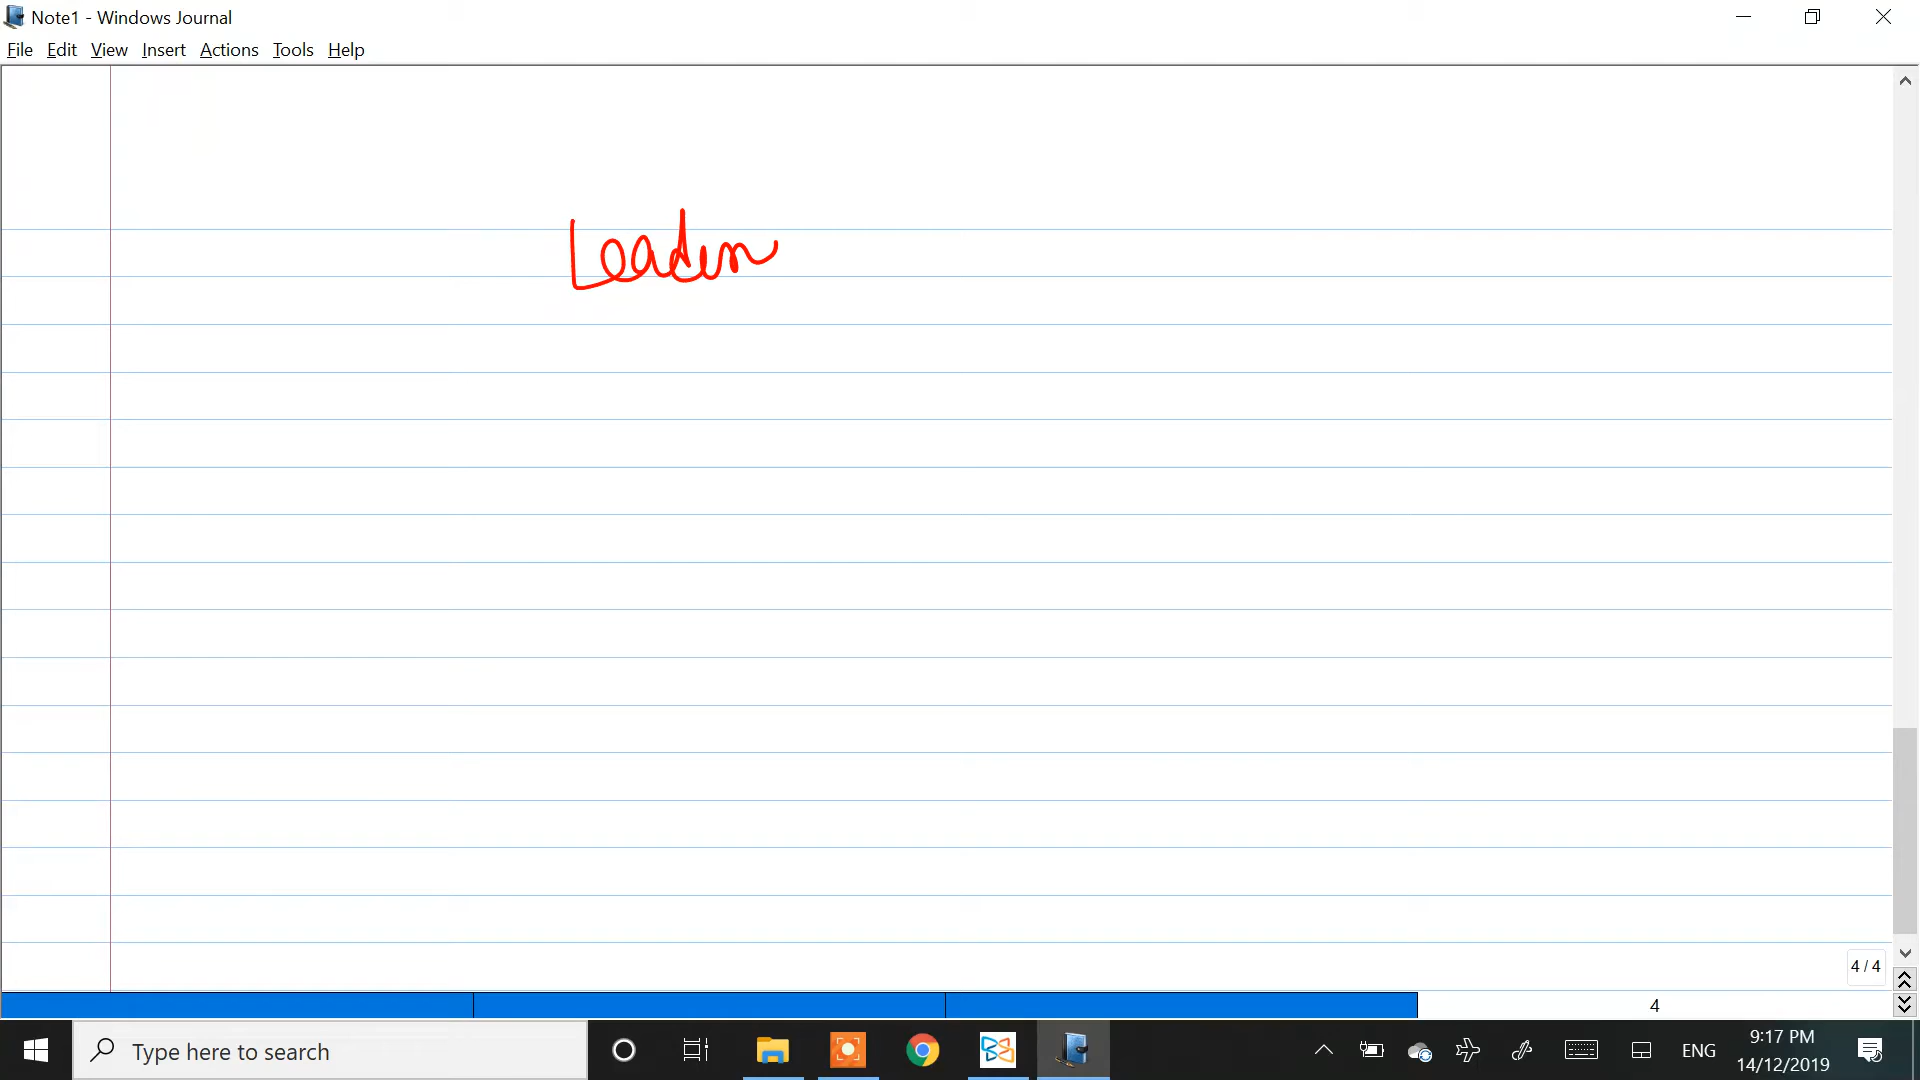 Note1 - Windows Journal
File Edit View Insert Actions Tools Help
Leader
4 / 4
4
Type here to search
ENG
9:17 PM
14/12/2019